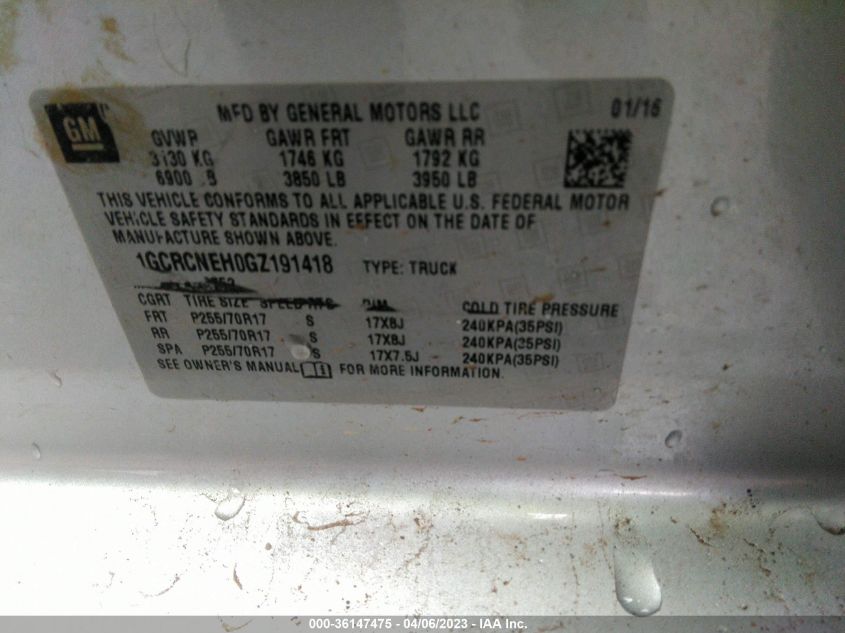 GM
MFD BY GENERAL MOTORS LLC 01/16
GVWR GAWR FRT GAWR RR
KG 1746 KG 1792 KG
6900 3850 LB 3950 LB
THIS VEHICLE CONFORMS TO ALL APPLICABLE U.S. FEDERAL MOTOR
VEHICLE SAFETY STANDARDS IN EFFECT ON THE DATE OF
MANUFACTURE SHOWN ABOVE.
1GCRCNEH0GZ191418 TYPE: TRUCK
TIRE SIZE SPEED RTG RIM COLD TIRE PRESSURE
FRT P255/70R17 S 17X8J 240KPA(35PSI)
RR P255/70R17 S 17X8J 240KPA(35PSI)
SPA P255/70R17 S 17X7.5J 240KPA(35PSI)
SEE OWNER'S MANUAL FOR MORE INFORMATION.
000-36147475 - 04/06/2023 - IAA Inc.